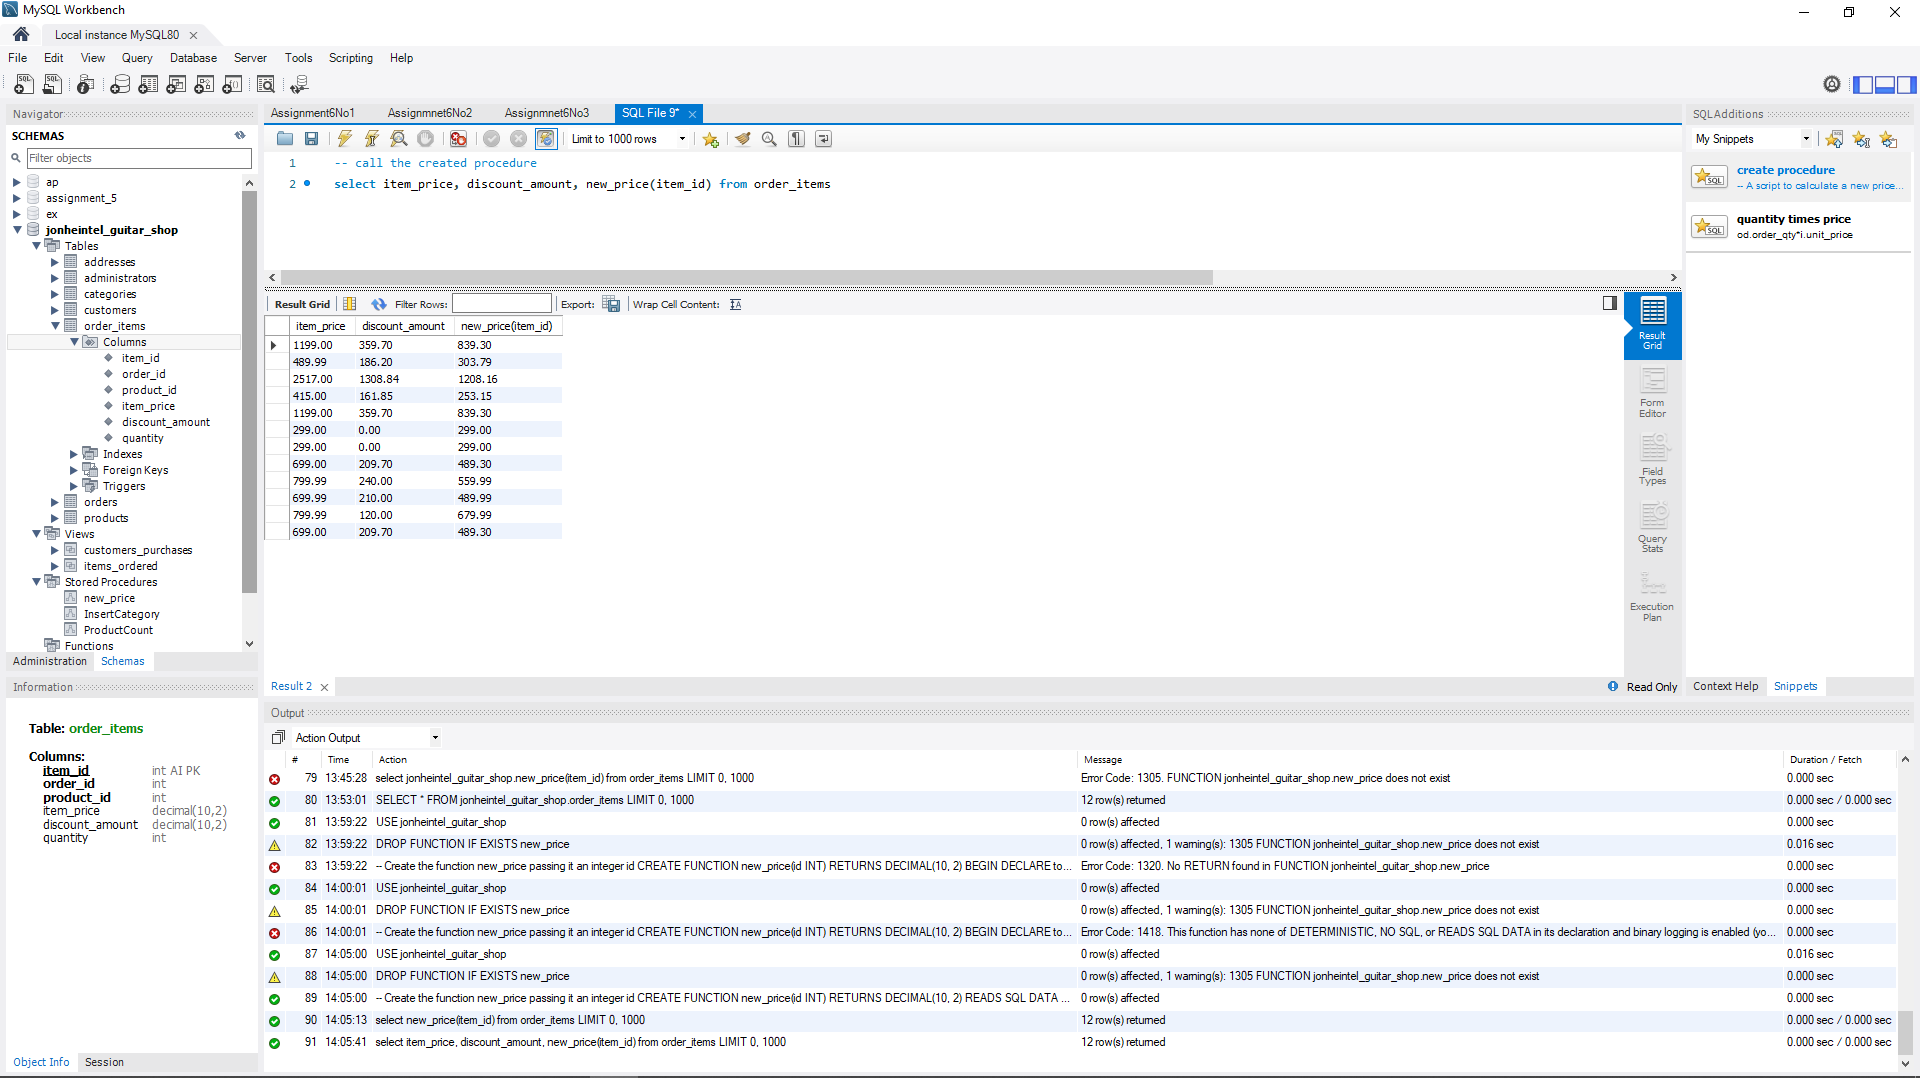 MySQL Workbench
Local instance MySQL80
File Edit View Query Database Server Tools Scripting Help
Navigator
SCHEMAS
Filter objects
ap
assignment_5
ex
jonheintel_guitar_shop
Tables
addresses
administrators
categories
customers
order_items
Columns
item_id
order_id
product_id
item_price
discount_amount
quantity
Indexes
Foreign Keys
Triggers
orders
products
Views
customers_purchases
items_ordered
Stored Procedures
new_price
InsertCategory
ProductCount
Functions
Administration Schemas
Information
Table: order_items
Columns:
item_id int AI PK
order_id int
product_id int
item_price decimal(10,2)
discount_amount decimal(10,2)
quantity int
Object Info Session
Assignment6No1 Assignmnet6No2 Assignmnet6No3 SQL File 9*
Limit to 1000 rows
1 -- call the created procedure
2 select item_price, discount_amount, new_price(item_id) from order_items
Result Grid Filter Rows: Export: Wrap Cell Content:
item_price discount_amount new_price(item_id)
1199.00 359.70 839.30
489.99 186.20 303.79
2517.00 1308.84 1208.16
415.00 161.85 253.15
1199.00 359.70 839.30
299.00 0.00 299.00
299.00 0.00 299.00
699.00 209.70 489.30
799.99 240.00 559.99
699.99 210.00 489.99
799.99 120.00 679.99
699.00 209.70 489.30
Result
Grid
Form
Editor
Field
Types
Query
Stats
Execution
Plan
Result 2
Read Only
SQLAdditions
My Snippets
SQL create procedure
-- A script to calculate a new price...
SQL quantity times price
od.order_qty*i.unit_price
Context Help Snippets
Output
Action Output
# Time Action Message Duration / Fetch
79 13:45:28 select jonheintel_guitar_shop.new_price(item_id) from order_items LIMIT 0, 1000 Error Code: 1305. FUNCTION jonheintel_guitar_shop.new_price does not exist 0.000 sec
80 13:53:01 SELECT * FROM jonheintel_guitar_shop.order_items LIMIT 0, 1000 12 row(s) returned 0.000 sec / 0.000 sec
81 13:59:22 USE jonheintel_guitar_shop 0 row(s) affected 0.000 sec
82 13:59:22 DROP FUNCTION IF EXISTS new_price 0 row(s) affected, 1 warning(s): 1305 FUNCTION jonheintel_guitar_shop.new_price does not exist 0.016 sec
83 13:59:22 -- Create the function new_price passing it an integer id CREATE FUNCTION new_price(id INT) RETURNS DECIMAL(10, 2) BEGIN DECLARE to... Error Code: 1320. No RETURN found in FUNCTION jonheintel_guitar_shop.new_price 0.000 sec
84 14:00:01 USE jonheintel_guitar_shop 0 row(s) affected 0.000 sec
85 14:00:01 DROP FUNCTION IF EXISTS new_price 0 row(s) affected, 1 warning(s): 1305 FUNCTION jonheintel_guitar_shop.new_price does not exist 0.000 sec
86 14:00:01 -- Create the function new_price passing it an integer id CREATE FUNCTION new_price(id INT) RETURNS DECIMAL(10, 2) BEGIN DECLARE to... Error Code: 1418. This function has none of DETERMINISTIC, NO SQL, or READS SQL DATA in its declaration and binary logging is enabled (yo... 0.000 sec
87 14:05:00 USE jonheintel_guitar_shop 0 row(s) affected 0.016 sec
88 14:05:00 DROP FUNCTION IF EXISTS new_price 0 row(s) affected, 1 warning(s): 1305 FUNCTION jonheintel_guitar_shop.new_price does not exist 0.000 sec
89 14:05:00 -- Create the function new_price passing it an integer id CREATE FUNCTION new_price(id INT) RETURNS DECIMAL(10, 2) READS SQL DATA ... 0 row(s) affected 0.000 sec
90 14:05:13 select new_price(item_id) from order_items LIMIT 0, 1000 12 row(s) returned 0.000 sec / 0.000 sec
91 14:05:41 select item_price, discount_amount, new_price(item_id) from order_items LIMIT 0, 1000 12 row(s) returned 0.000 sec / 0.000 sec